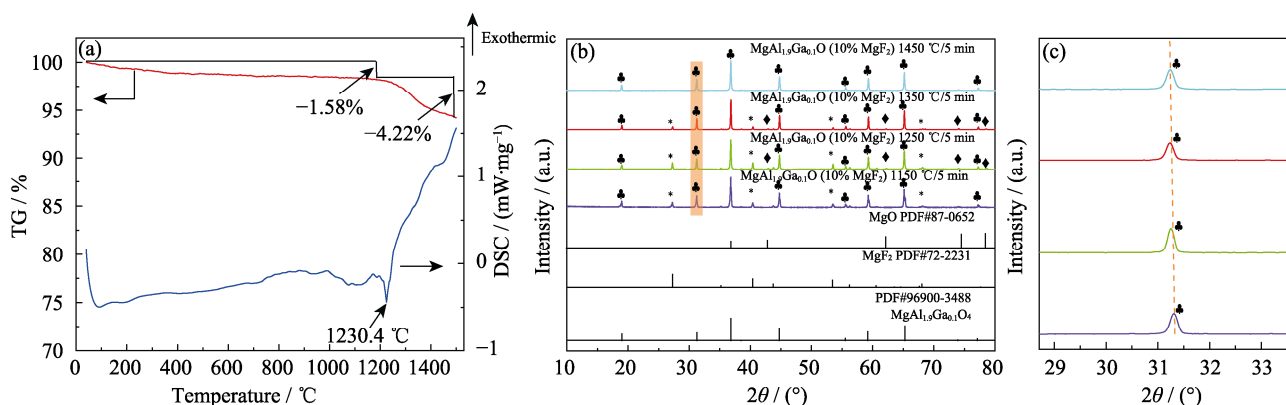 (a)
Exothermic
100
95
90
85
80
75
70
TG / %
−1.58%
−4.22%
1230.4 ℃
2
1
0
−1
DSC / (mW·mg⁻¹)
0 200 400 600 800 1000 1200 1400
Temperature / ℃
(b)
MgAl₁.₉Ga₀.₁O (10% MgF₂) 1450 ℃/5 min
MgAl₁.₉Ga₀.₁O (10% MgF₂) 1350 ℃/5 min
MgAl₁.₉Ga₀.₁O (10% MgF₂) 1250 ℃/5 min
MgAl₁.₉Ga₀.₁O (10% MgF₂) 1150 ℃/5 min
MgO PDF#87-0652
MgF₂ PDF#72-2231
PDF#96900-3488
MgAl₁.₉Ga₀.₁O₄
Intensity / (a.u.)
10 20 30 40 50 60 70 80
2θ / (°)
(c)
Intensity / (a.u.)
29 30 31 32 33
2θ / (°)